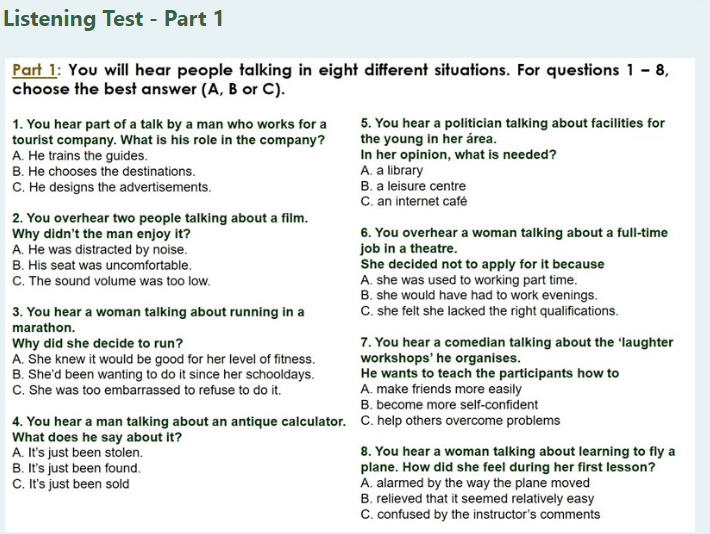 Listening Test - Part 1
Part 1: You will hear people talking in eight different situations. For questions 1 – 8,
choose the best answer (A, B or C).
1. You hear part of a talk by a man who works for a
tourist company. What is his role in the company?
A. He trains the guides.
B. He chooses the destinations.
C. He designs the advertisements.
2. You overhear two people talking about a film.
Why didn't the man enjoy it?
A. He was distracted by noise.
B. His seat was uncomfortable.
C. The sound volume was too low.
3. You hear a woman talking about running in a
marathon.
Why did she decide to run?
A. She knew it would be good for her level of fitness.
B. She'd been wanting to do it since her schooldays.
C. She was too embarrassed to refuse to do it.
4. You hear a man talking about an antique calculator.
What does he say about it?
A. It's just been stolen.
B. It's just been found.
C. It's just been sold
5. You hear a politician talking about facilities for
the young in her área.
In her opinion, what is needed?
A. a library
B. a leisure centre
C. an internet café
6. You overhear a woman talking about a full-time
job in a theatre.
She decided not to apply for it because
A. she was used to working part time.
B. she would have had to work evenings.
C. she felt she lacked the right qualifications.
7. You hear a comedian talking about the 'laughter
workshops' he organises.
He wants to teach the participants how to
A. make friends more easily
B. become more self-confident
C. help others overcome problems
8. You hear a woman talking about learning to fly a
plane. How did she feel during her first lesson?
A. alarmed by the way the plane moved
B. relieved that it seemed relatively easy
C. confused by the instructor's comments